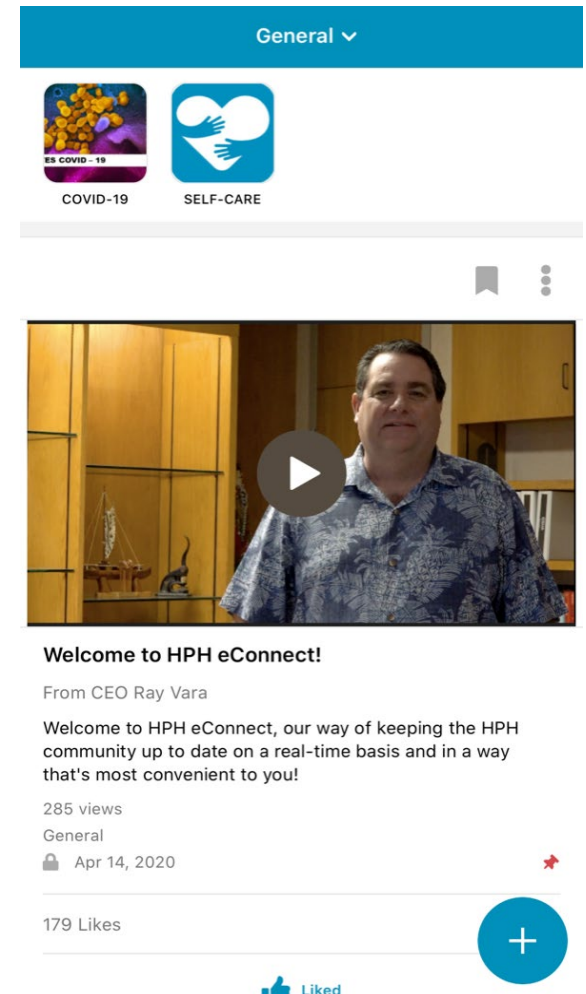 General
ES COVID – 19
COVID-19
SELF-CARE
Welcome to HPH eConnect!
From CEO Ray Vara
Welcome to HPH eConnect, our way of keeping the HPH
community up to date on a real-time basis and in a way
that's most convenient to you!
285 views
General
Apr 14, 2020
179 Likes
Liked